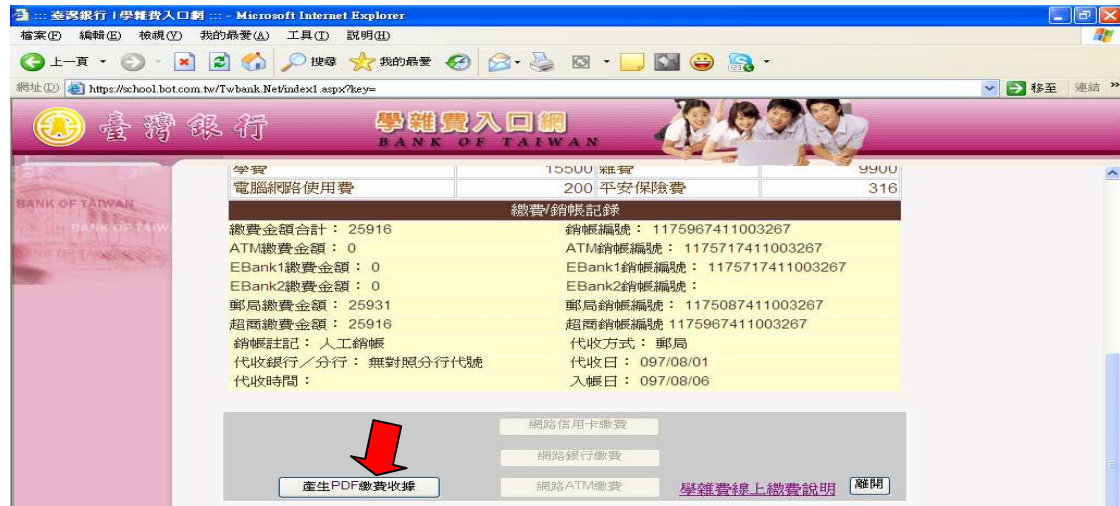 ::: 臺灣銀行 | 學雜費入口網 ::: - Microsoft Internet Explorer
檔案(F) 編輯(E) 檢視(V) 我的最愛(A) 工具(T) 說明(H)
上一頁 搜尋 我的最愛
網址(D) https://school.bot.com.tw/Twbank.Net/index1.aspx?key= 移至 連結 »
臺灣銀行 學雜費入口網
BANK OF TAIWAN
學費 15500 雜費 9900
電腦網路使用費 200 平安保險費 316
BANK OF TAIWAN
繳費/銷帳記錄
繳費金額合計： 25916 銷帳編號： 1175967411003267
ATM繳費金額： 0 ATM銷帳編號： 1175717411003267
EBank1繳費金額： 0 EBank1銷帳編號： 1175717411003267
EBank2繳費金額： 0 EBank2銷帳編號：
郵局繳費金額： 25931 郵局銷帳編號： 1175087411003267
超商繳費金額： 25916 超商銷帳編號 1175967411003267
銷帳註記： 人工銷帳 代收方式： 郵局
代收銀行／分行： 無對照分行代號 代收日： 097/08/01
代收時間： 入帳日： 097/08/06
網路信用卡繳費
網路銀行繳費
產生PDF繳費收據 網路ATM繳費 學雜費線上繳費說明 離開